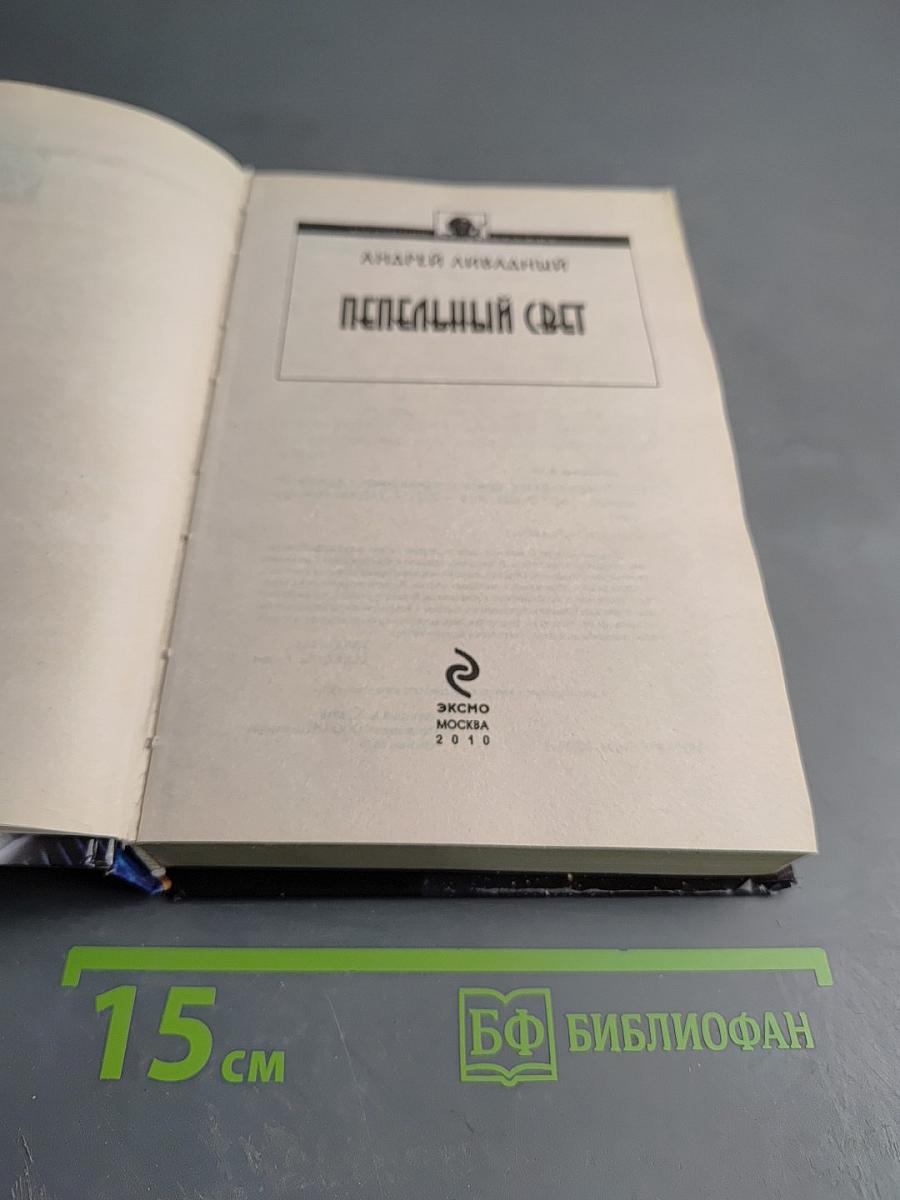 АНДРЕЙ ЛИВАДНЫЙ
ПЕПЕЛЬНЫЙ СВЕТ
ЭКСМО
МОСКВА
2010
15 СМ
БФ БИБЛИОФАН